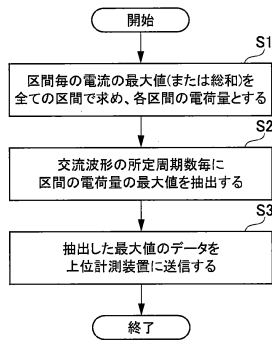 開始
S1
区間毎の電流の最大値(または総和)を
全ての区間で求め、各区間の電荷量とする
S2
交流波形の所定周期数毎に
区間の電荷量の最大値を抽出する
S3
抽出した最大値のデータを
上位計測装置に送信する
終了